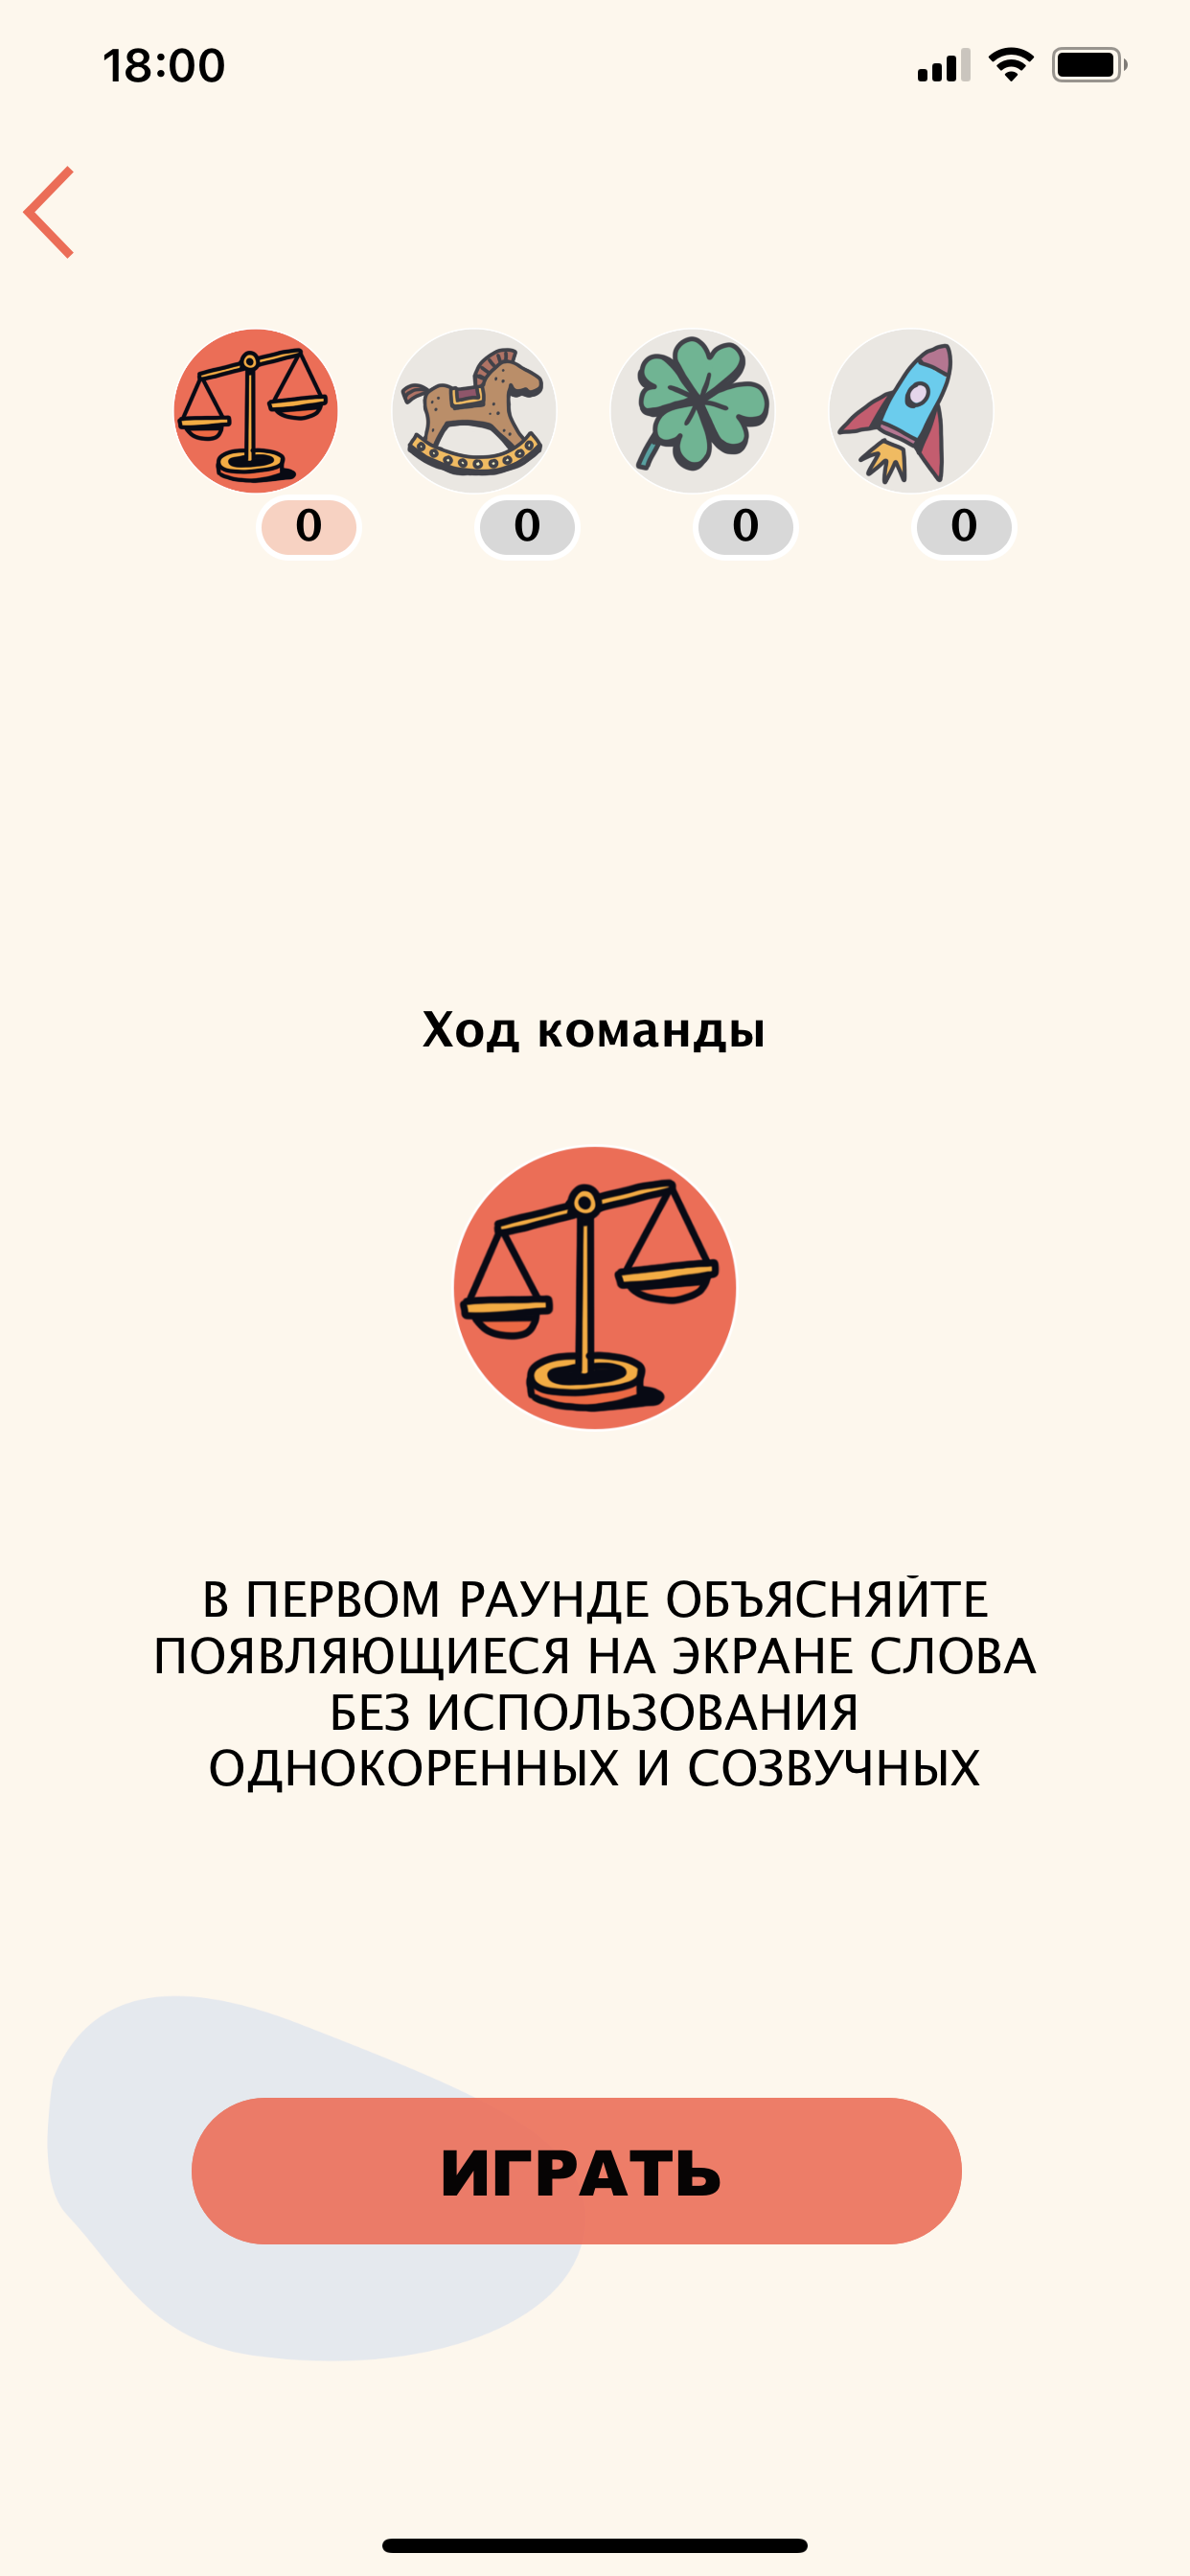 18:00
0 0 0 0
Ход команды
В ПЕРВОМ РАУНДЕ ОБЪЯСНЯЙТЕ
ПОЯВЛЯЮЩИЕСЯ НА ЭКРАНЕ СЛОВА
БЕЗ ИСПОЛЬЗОВАНИЯ
ОДНОКОРЕННЫХ И СОЗВУЧНЫХ
ИГРАТЬ